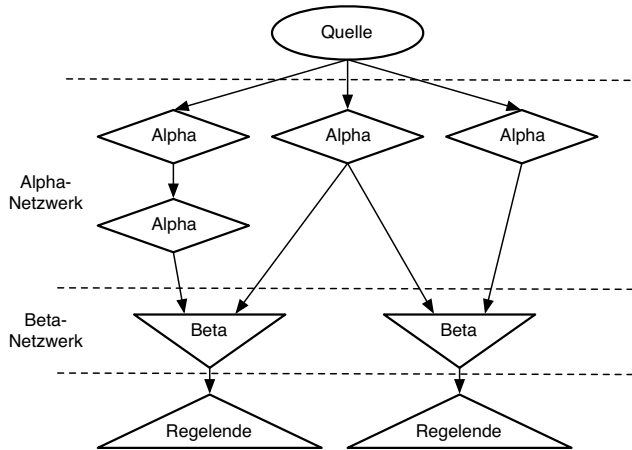 Quelle
Alpha
Alpha
Alpha
Alpha-
Netzwerk
Alpha
Beta-
Netzwerk
Beta
Beta
Regelende
Regelende